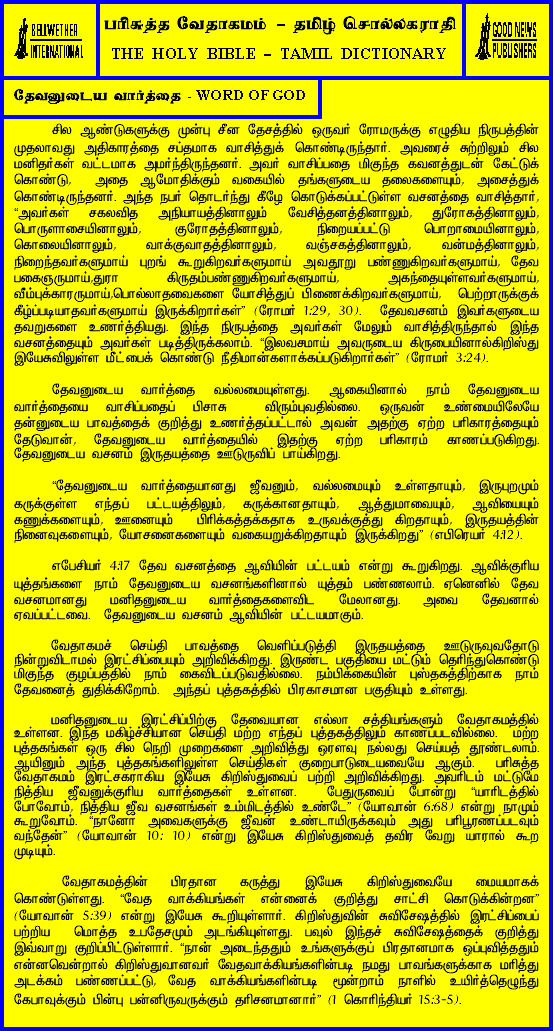 BELLWETHER
INTERNATIONAL
பரிசுத்த வேதாகமம் – தமிழ் சொல்லகராதி
THE HOLY BIBLE – TAMIL DICTIONARY
GOOD NEWS
PUBLISHERS
தேவனுடைய வார்த்தை - WORD OF GOD
சில ஆண்டுகளுக்கு முன்பு சீன தேசத்தில் ஒருவர் ரோமருக்கு எழுதிய நிருபத்தின்
முதலாவது அதிகாரத்தை சப்தமாக வாசித்துக் கொண்டிருந்தார். அவரைச் சுற்றிலும் சில
மனிதர்கள் வட்டமாக அமர்ந்திருந்தனர். அவர் வாசிப்பதை மிகுந்த கவனத்துடன் கேட்டுக்
கொண்டு, அதை ஆமோதிக்கும் வகையில் தங்களுடைய தலைகளையும், அசைத்துக்
கொண்டிருந்தனர். அந்த நபர் தொடர்ந்து கீழே கொடுக்கப்பட்டுள்ள வசனத்தை வாசித்தார்,
“அவர்கள் சகலவித அநியாயத்தினாலும் வேசித்தனத்தினாலும், துரோகத்தினாலும்,
பொருளாசையினாலும், குரோதத்தினாலும், நிறையப்பட்டு பொறாமையினாலும்,
கொலையினாலும், வாக்குவாதத்தினாலும், வஞ்சகத்தினாலும், வன்மத்தினாலும்,
நிறைந்தவர்களுமாய் புறங் கூறுகிறவர்களுமாய் அவதூறு பண்ணுகிறவர்களுமாய், தேவ
பகைஞருமாய்,துரா கிருதம்பண்ணுகிறவர்களுமாய், அகந்தையுள்ளவர்களுமாய்,
வீம்புக்காரருமாய்,பொல்லாதவைகளை யோசித்துப் பிணைக்கிறவர்களுமாய், பெற்றாருக்குக்
கீழ்ப்படியாதவர்களுமாய் இருக்கிறார்கள்” (ரோமர் 1:29, 30). தேவவசனம் இவர்களுடைய
தவறுகளை உணர்த்தியது. இந்த நிருபத்தை அவர்கள் மேலும் வாசித்திருந்தால் இந்த
வசனத்தையும் அவர்கள் படித்திருக்கலாம். “இலவசமாய் அவருடைய கிருபையினால்கிறிஸ்து
இயேசுவிலுள்ள மீட்பைக் கொண்டு நீதிமான்களாக்கப்படுகிறார்கள்” (ரோமர் 3:24).
தேவனுடைய வார்த்தை வல்லமையுள்ளது. ஆகையினால் நாம் தேவனுடைய
வார்த்தையை வாசிப்பதைப் பிசாசு விரும்புவதில்லை. ஒருவன் உண்மையிலேயே
தன்னுடைய பாவத்தைக் குறித்து உணர்த்தப்பட்டால் அவன் அதற்கு ஏற்ற பரிகாரத்தையும்
தேடுவான், தேவனுடைய வார்த்தையில் இதற்கு ஏற்ற பரிகாரம் காணப்படுகிறது.
தேவனுடைய வசனம் இருதயத்தை ஊடுருவிப் பாய்கிறது.
“தேவனுடைய வார்த்தையானது ஜீவனும், வல்லமையும் உள்ளதாயும், இருபுறமும்
கருக்குள்ள எந்தப் பட்டயத்திலும், கருக்கானதாயும், ஆத்துமாவையும், ஆவியையும்
கணுக்களையும், ஊனையும் பிரிக்கத்தக்கதாக உருவக்குத்து கிறதாயும், இருதயத்தின்
நினைவுகளையும், யோசனைகளையும் வகையறுக்கிறதாயும் இருக்கிறது” (எபிரெயர் 4:12).
எபேசியர் 4:17 தேவ வசனத்தை ஆவியின் பட்டயம் என்று கூறுகிறது. ஆவிக்குரிய
யுத்தங்களை நாம் தேவனுடைய வசனங்களினால் யுத்தம் பண்ணலாம். ஏனெனில் தேவ
வசனமானது மனிதனுடைய வார்த்தைகளைவிட மேலானது. அவை தேவனால்
ஏவப்பட்டவை. தேவனுடைய வசனம் ஆவியின் பட்டயமாகும்.
வேதாகமச் செய்தி பாவத்தை வெளிப்படுத்தி இருதயத்தை ஊடுருவுவதோடு
நின்றுவிடாமல் இரட்சிப்பையும் அறிவிக்கிறது. இருண்ட பகுதியை மட்டும் தெரிந்துகொண்டு
மிகுந்த குழப்பத்தில் நாம் கைவிடப்படுவதில்லை. நம்பிக்கையின் புஸ்தகத்திற்காக நாம்
தேவனைத் துதிக்கிறோம். அந்தப் புத்தகத்தில் பிரகாசமான பகுதியும் உள்ளது.
மனிதனுடைய இரட்சிப்பிற்கு தேவையான எல்லா சத்தியங்களும் வேதாகமத்தில்
உள்ளன. இந்த மகிழ்ச்சியான செய்தி மற்ற எந்தப் புத்தகத்திலும் காணப்படவில்லை. மற்ற
புத்தகங்கள் ஒரு சில நெறி முறைகளை அறிவித்து ஓரளவு நல்லது செய்யத் தூண்டலாம்.
ஆயினும் அந்த புத்தகங்களிலுள்ள செய்திகள் குறைபாடுடையவையே ஆகும். பரிசுத்த
வேதாகமம் இரட்சகராகிய இயேசு கிறிஸ்துவைப் பற்றி அறிவிக்கிறது. அவரிடம் மட்டுமே
நித்திய ஜீவனுக்குரிய வார்த்தைகள் உள்ளன. பேதுருவைப் போன்று “யாரிடத்தில்
போவோம், நித்திய ஜீவ வசனங்கள் உம்மிடத்தில் உண்டே” (யோவான் 6:68) என்று நாமும்
கூறுவோம். “நானோ அவைகளுக்கு ஜீவன் உண்டாயிருக்கவும் அது பரிபூரணப்படவும்
வந்தேன்” (யோவான் 10: 10) என்று இயேசு கிறிஸ்துவைத் தவிர வேறு யாரால் கூற
முடியும்.
வேதாகமத்தின் பிரதான கருத்து இயேசு கிறிஸ்துவையே மையமாகக்
கொண்டுள்ளது. “வேத வாக்கியங்கள் என்னைக் குறித்து சாட்சி கொடுக்கின்றன”
(யோவான் 5:39) என்று இயேசு கூறியுள்ளார். கிறிஸ்துவின் சுவிசேஷத்தில் இரட்சிப்பைப்
பற்றிய மொத்த உபதேசமும் அடங்கியுள்ளது. பவுல் இந்தச் சுவிசேஷத்தைக் குறித்து
இவ்வாறு குறிப்பிட்டுள்ளார். “நான் அடைந்ததும் உங்களுக்குப் பிரதானமாக ஒப்புவித்ததும்
என்னவென்றால் கிறிஸ்துவானவர் வேதவாக்கியங்களின்படி நமது பாவங்களுக்காக மரித்து
அடக்கம் பண்ணப்பட்டு, வேத வாக்கியங்களின்படி மூன்றாம் நாளில் உயிர்த்தெழுந்து
கேபாவுக்கும் பின்பு பன்னிருவருக்கும் தரிசனமானார்” (1 கொரிந்தியர் 15:3-5).